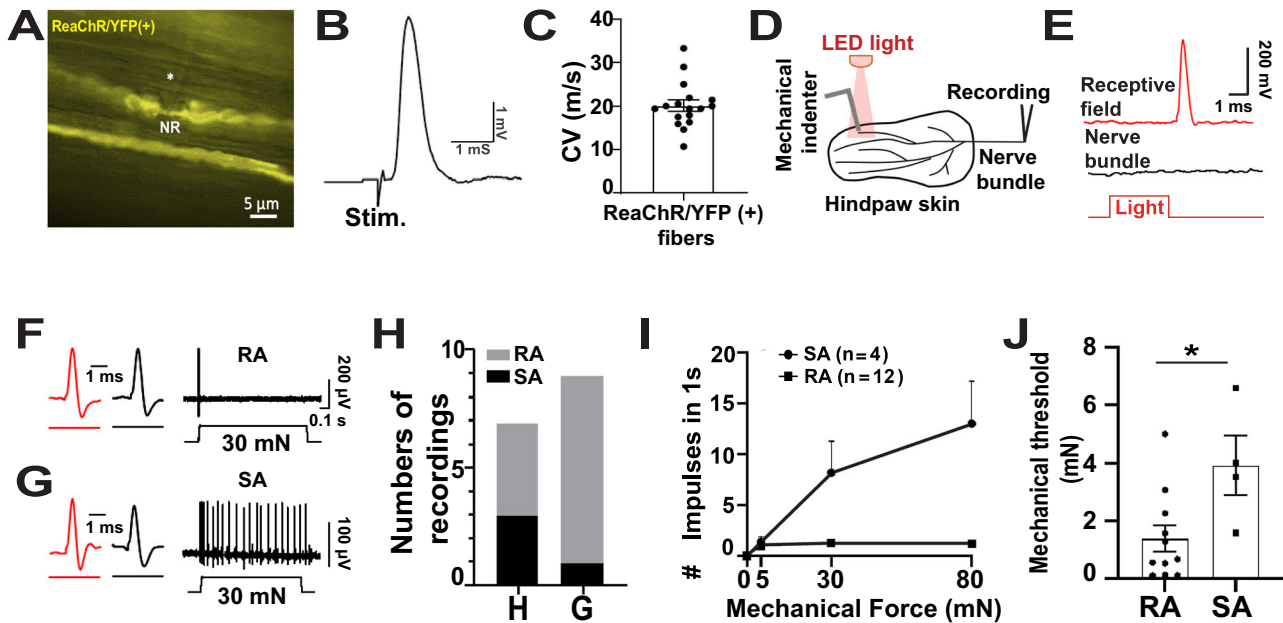 A
ReaChR/YFP(+)
*
NR
5 µm
B
1 mV
1 mS
Stim.
C
CV (m/s)
40
30
20
10
0
ReaChR/YFP (+)
fibers
D
LED light
Mechanical
indenter
Recording
Nerve
bundle
Hindpaw skin
E
200 mV
1 ms
Receptive
field
Nerve
bundle
Light
F
1 ms
RA
200 µV
0.1 s
30 mN
G
1 ms
SA
100 µV
30 mN
H
Numbers of
recordings
10
5
0
RA
SA
H
G
I
# Impulses in 1s
20
15
10
5
0
SA (n=4)
RA (n=12)
0
5
30
80
Mechanical Force (mN)
J
Mechanical threshold
(mN)
8
6
4
2
0
*
RA
SA